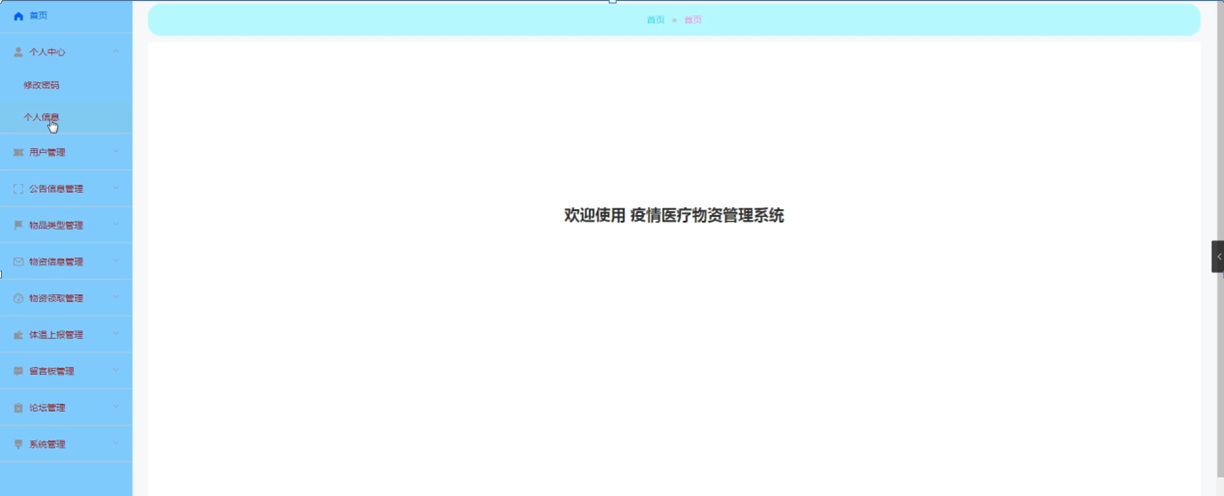 首页
个人中心
修改密码
个人信息
用户管理
公告信息管理
物品类型管理
物资信息管理
物资领取管理
体温上报管理
留言板管理
论坛管理
系统管理
首页 首页
欢迎使用 疫情医疗物资管理系统